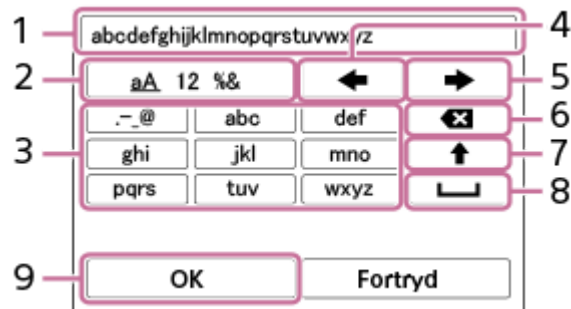 1
4
abcdefghijklmnopqrstuvwxyz
2
aA 12 %&
5
.-_@ abc def
6
3
ghi jkl mno
7
pqrs tuv wxyz
8
9
OK Fortryd